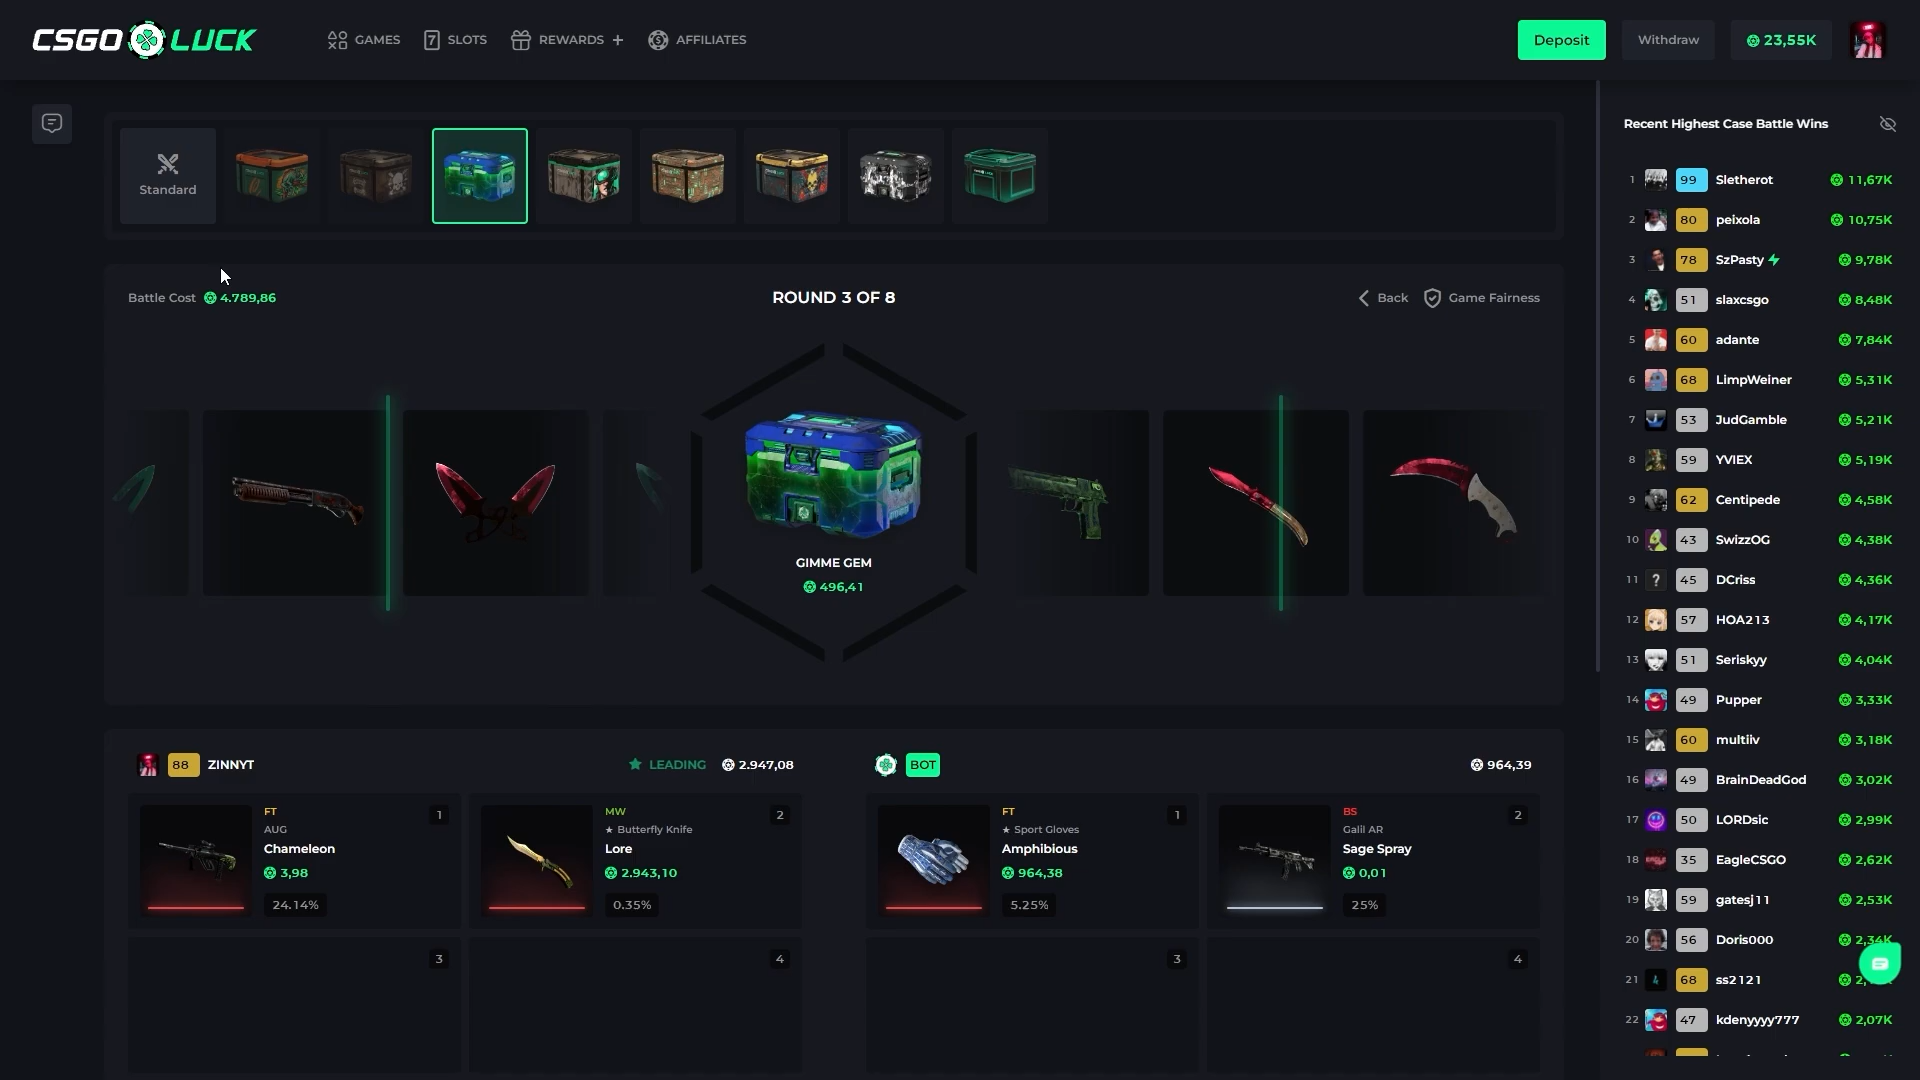 CSGO LUCK
GAMES
SLOTS
REWARDS
AFFILIATES
Deposit
Withdraw
23,55K
Standard
Battle Cost 4.789,86
ROUND 3 OF 8
Back
Game Fairness
GIMME GEM
496,41
88 ZINNYT
LEADING 2.947,08
BOT
964,39
FT
AUG
Chameleon
3,98
24.14%
1
MW
★ Butterfly Knife
Lore
2.943,10
0.35%
2
FT
★ Sport Gloves
Amphibious
964,38
5.25%
1
BS
Galil AR
Sage Spray
0,01
25%
2
3
4
3
4
Recent Highest Case Battle Wins
1 99 Sletherot 11,67K
2 80 peixola 10,75K
3 78 SzPasty 9,78K
4 51 slaxcsgo 8,48K
5 60 adante 7,84K
6 68 LimpWeiner 5,31K
7 53 JudGamble 5,21K
8 59 YVIEX 5,19K
9 62 Centipede 4,58K
10 43 SwizzOG 4,38K
11 ? 45 DCriss 4,36K
12 57 HOA213 4,17K
13 51 Seriskyy 4,04K
14 49 Pupper 3,33K
15 60 multiiv 3,18K
16 49 BrainDeadGod 3,02K
17 50 LORDsic 2,99K
18 35 EagleCSGO 2,62K
19 59 gatesj11 2,53K
20 56 Doris000 2,34K
21 68 ss2121
22 47 kdenyyyy777 2,07K